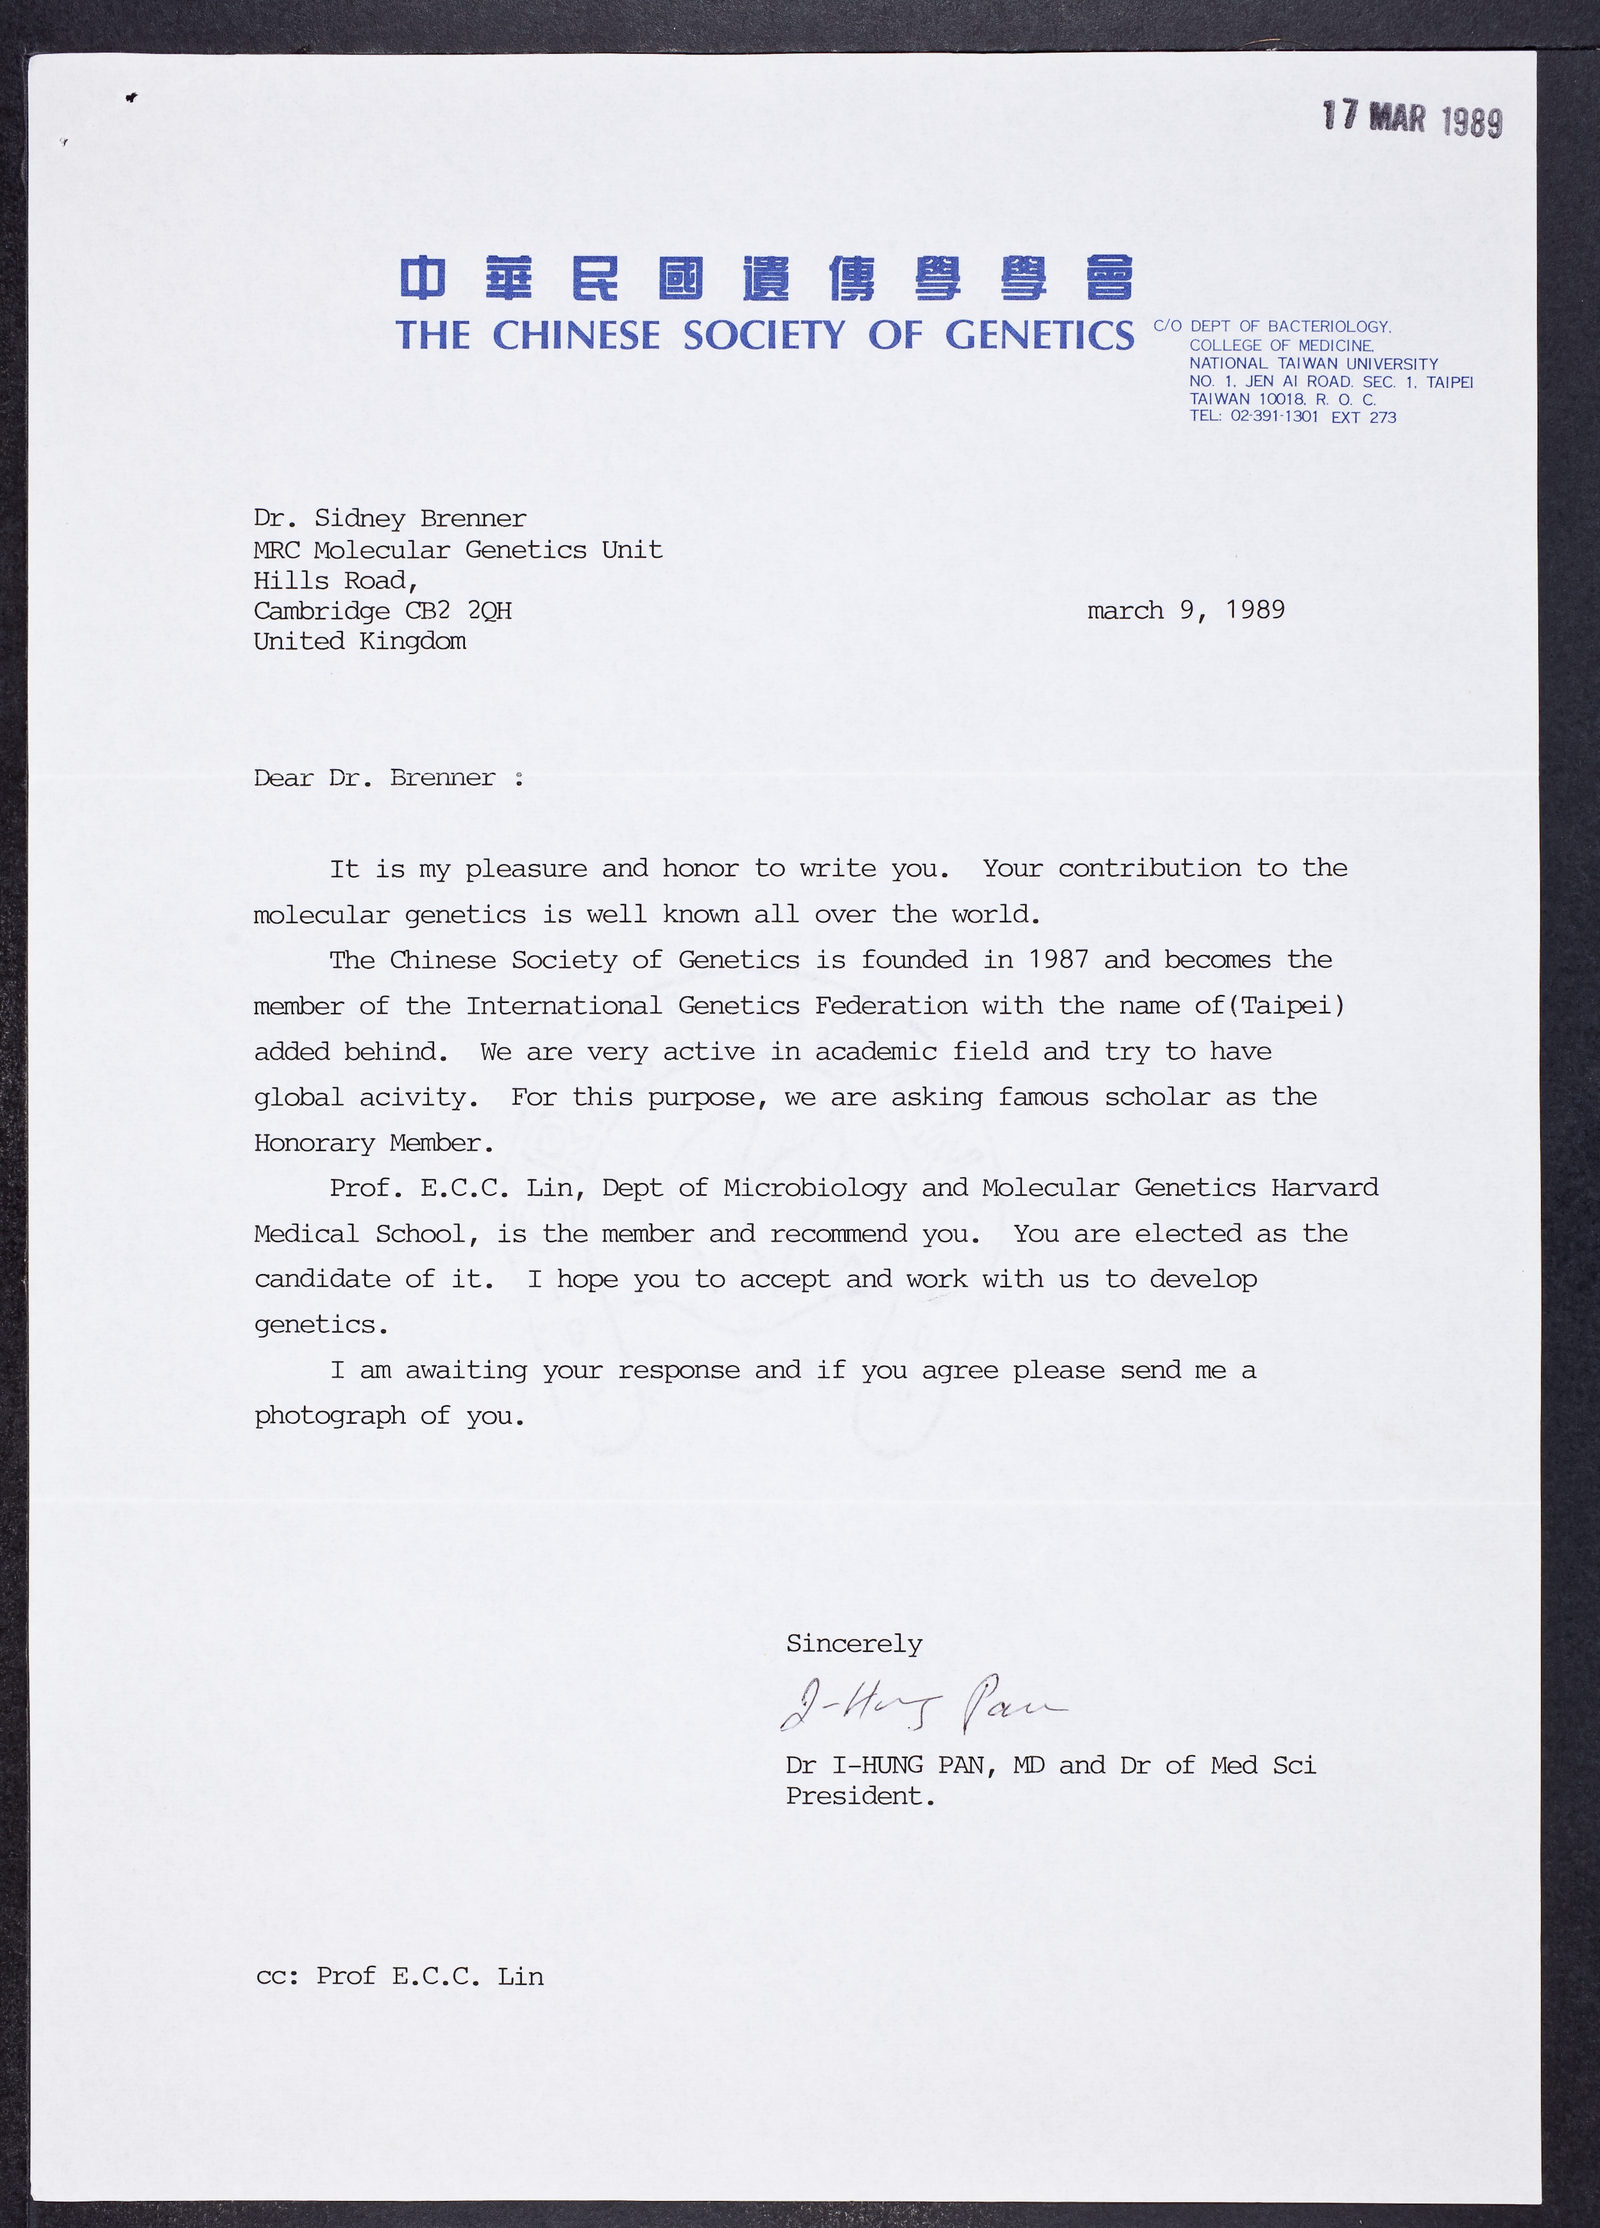 17 MAR 1989
中華民國遺傳學學會
THE CHINESE SOCIETY OF GENETICS
C/O DEPT OF BACTERIOLOGY.
COLLEGE OF MEDICINE.
NATIONAL TAIWAN UNIVERSITY
NO. 1, JEN AI ROAD. SEC. 1, TAIPEI
TAIWAN 10018, R. O. C.
TEL: 02-391-1301 EXT 273
Dr. Sidney Brenner
MRC Molecular Genetics Unit
Hills Road,
Cambridge CB2 2QH
march 9, 1989
United Kingdom
Dear Dr. Brenner :
It is my pleasure and honor to write you. Your contribution to the
molecular genetics is well known all over the world.
The Chinese Society of Genetics is founded in 1987 and becomes the
member of the International Genetics Federation with the name of(Taipei)
added behind. We are very active in academic field and try to have
global acivity. For this purpose, we are asking famous scholar as the
Honorary Member.
Prof. E.C.C. Lin, Dept of Microbiology and Molecular Genetics Harvard
Medical School, is the member and recommend you. You are elected as the
candidate of it. I hope you to accept and work with us to develop
genetics.
I am awaiting your response and if you agree please send me a
photograph of you.
Sincerely
I-Hung Pan
Dr I-HUNG PAN, MD and Dr of Med Sci
President.
cc: Prof E.C.C. Lin